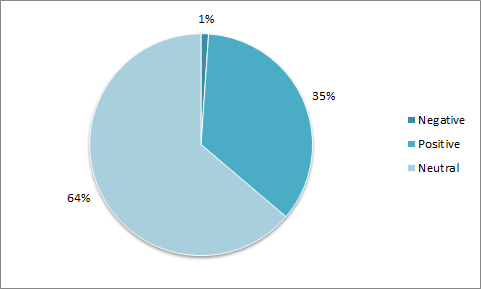 1%
35%
64%
Negative
Positive
Neutral